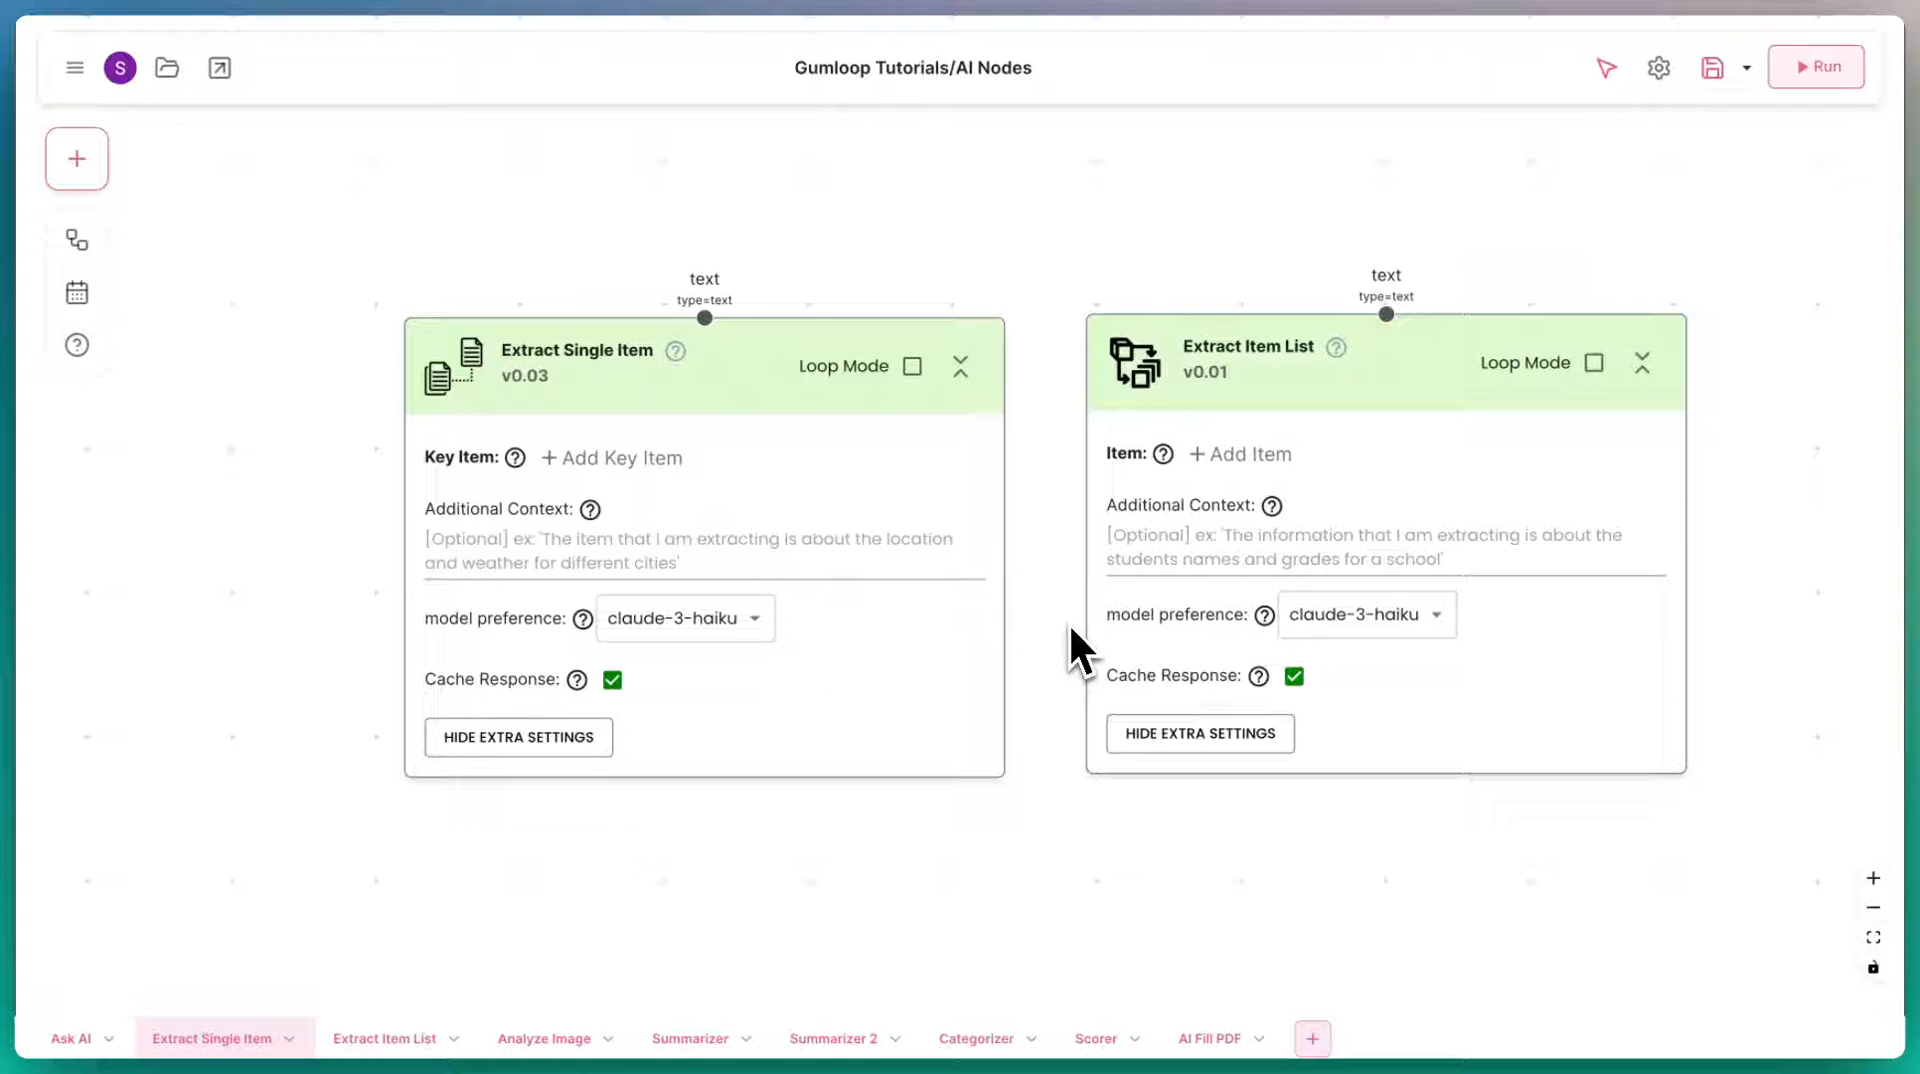 S
Gumloop Tutorials/AI Nodes
Run
text
type=text
Extract Single Item
v0.03
Loop Mode
Key Item:
+ Add Key Item
Additional Context:
[Optional] ex: 'The item that I am extracting is about the location
and weather for different cities'
model preference:
claude-3-haiku
Cache Response:
HIDE EXTRA SETTINGS
text
type=text
Extract Item List
v0.01
Loop Mode
Item:
+ Add Item
Additional Context:
[Optional] ex: 'The information that I am extracting is about the
students names and grades for a school'
model preference:
claude-3-haiku
Cache Response:
HIDE EXTRA SETTINGS
Ask AI
Extract Single Item
Extract Item List
Analyze Image
Summarizer
Summarizer 2
Categorizer
Scorer
AI Fill PDF